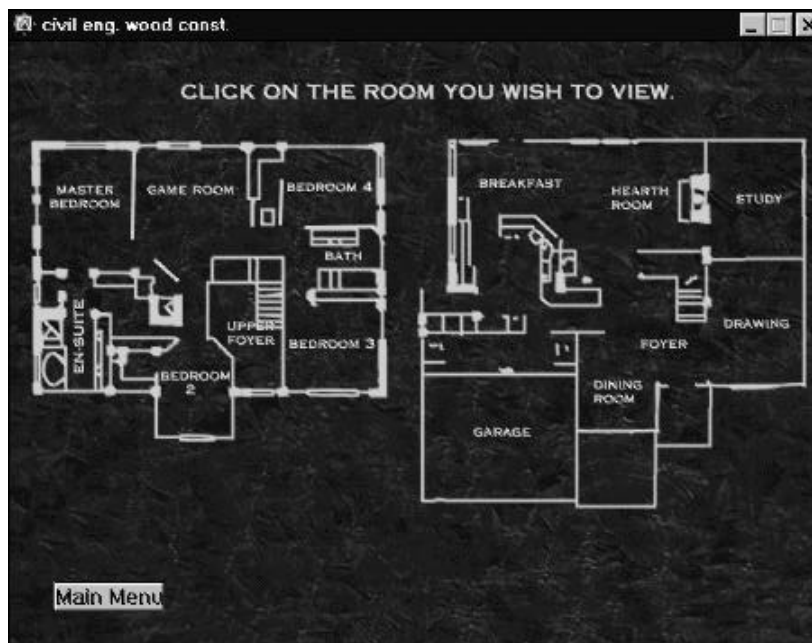 civil eng. wood const.
CLICK ON THE ROOM YOU WISH TO VIEW.
MASTER
BEDROOM
GAME ROOM
BEDROOM 4
BATH
EN-SUITE
UPPER
FOYER
BEDROOM 3
BEDROOM
2
BREAKFAST
HEARTH
ROOM
STUDY
DRAWING
FOYER
DINING
ROOM
GARAGE
Main Menu